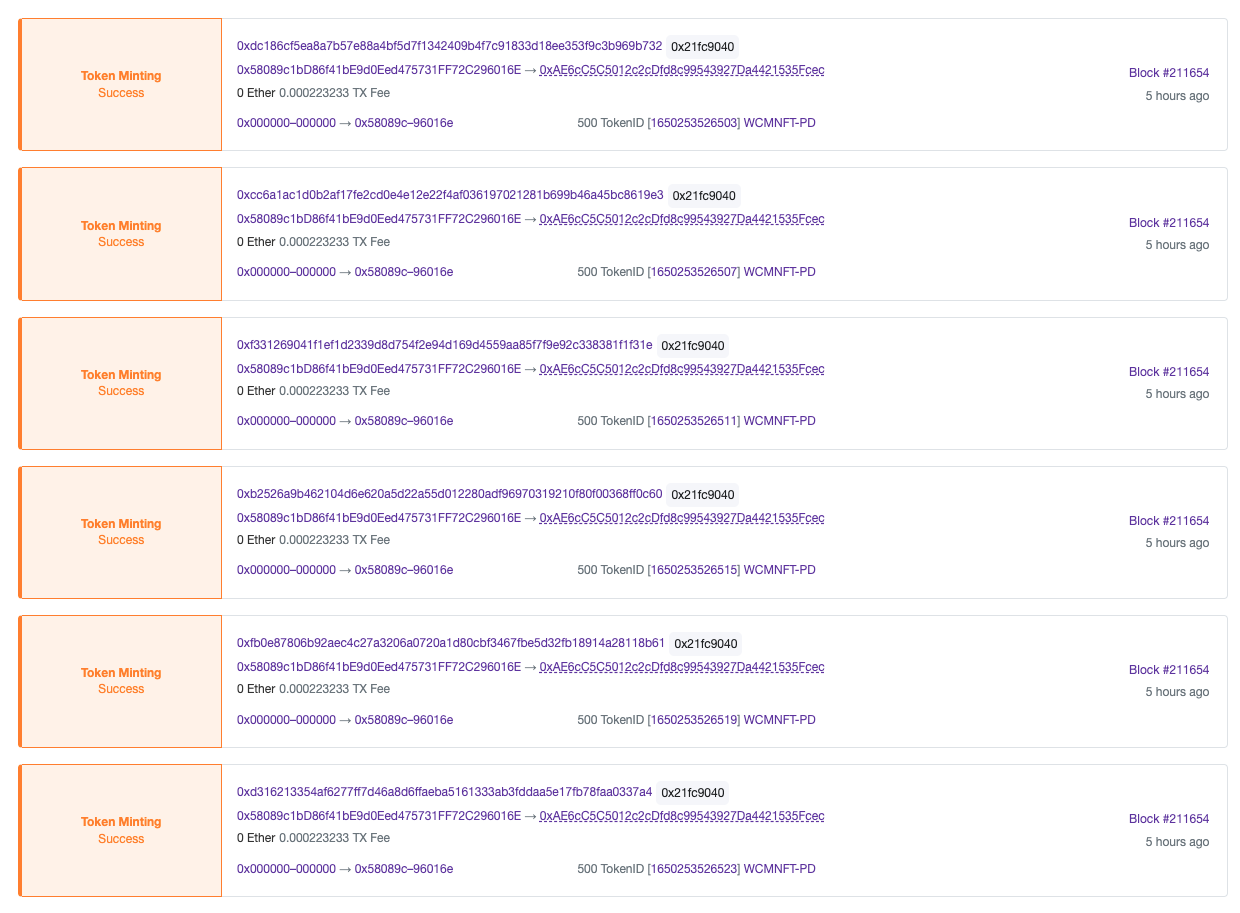 Token Minting
Success
0xdc186cf5ea8a7b57e88a4bf5d7f1342409b4f7c91833d18ee353f9c3b969b732 0x21fc9040
0x58089c1bD86f41bE9d0Eed475731FF72C296016E → 0xAE6cC5C5012c2cDfd8c99543927Da4421535Fcec
0 Ether 0.000223233 TX Fee
0x000000–000000 → 0x58089c–96016e 500 TokenID [1650253526503] WCMNFT-PD
Block #211654
5 hours ago
Token Minting
Success
0xcc6a1ac1d0b2af17fe2cd0e4e12e22f4af036197021281b699b46a45bc8619e3 0x21fc9040
0x58089c1bD86f41bE9d0Eed475731FF72C296016E → 0xAE6cC5C5012c2cDfd8c99543927Da4421535Fcec
0 Ether 0.000223233 TX Fee
0x000000–000000 → 0x58089c–96016e 500 TokenID [1650253526507] WCMNFT-PD
Block #211654
5 hours ago
Token Minting
Success
0xf331269041f1ef1d2339d8d754f2e94d169d4559aa85f7f9e92c338381f1f31e 0x21fc9040
0x58089c1bD86f41bE9d0Eed475731FF72C296016E → 0xAE6cC5C5012c2cDfd8c99543927Da4421535Fcec
0 Ether 0.000223233 TX Fee
0x000000–000000 → 0x58089c–96016e 500 TokenID [1650253526511] WCMNFT-PD
Block #211654
5 hours ago
Token Minting
Success
0xb2526a9b462104d6e620a5d22a55d012280adf96970319210f80f00368ff0c60 0x21fc9040
0x58089c1bD86f41bE9d0Eed475731FF72C296016E → 0xAE6cC5C5012c2cDfd8c99543927Da4421535Fcec
0 Ether 0.000223233 TX Fee
0x000000–000000 → 0x58089c–96016e 500 TokenID [1650253526515] WCMNFT-PD
Block #211654
5 hours ago
Token Minting
Success
0xfb0e87806b92aec4c27a3206a0720a1d80cbf3467fbe5d32fb18914a28118b61 0x21fc9040
0x58089c1bD86f41bE9d0Eed475731FF72C296016E → 0xAE6cC5C5012c2cDfd8c99543927Da4421535Fcec
0 Ether 0.000223233 TX Fee
0x000000–000000 → 0x58089c–96016e 500 TokenID [1650253526519] WCMNFT-PD
Block #211654
5 hours ago
Token Minting
Success
0xd316213354af6277ff7d46a8d6ffaeba5161333ab3fddaa5e17fb78faa0337a4 0x21fc9040
0x58089c1bD86f41bE9d0Eed475731FF72C296016E → 0xAE6cC5C5012c2cDfd8c99543927Da4421535Fcec
0 Ether 0.000223233 TX Fee
0x000000–000000 → 0x58089c–96016e 500 TokenID [1650253526523] WCMNFT-PD
Block #211654
5 hours ago